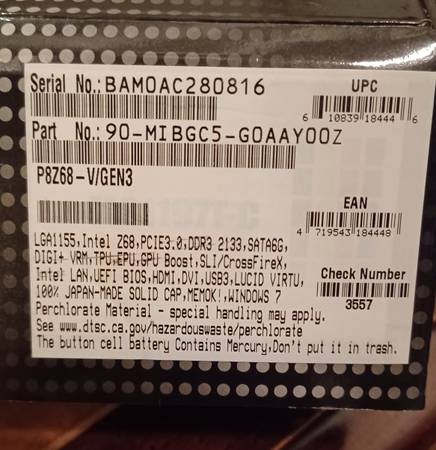 Serial No.: BAM0AC280816
UPC
6 10839 18444 6
Part No.: 90-MIBGC5-G0AAY00Z
P8Z68-V/GEN3
EAN
4 719543 184448
LGA1155,Intel Z68,PCIE3.0,DDR3 2133,SATA6G,
DIGI+ VRM,TPU,EPU,GPU Boost,SLI/CrossFireX,
Intel LAN,UEFI BIOS,HDMI,DVI,USB3,LUCID VIRTU,
100% JAPAN-MADE SOLID CAP,MEMOK!,WINDOWS 7
Check Number
3557
Perchlorate Material - special handling may apply.
See www.dtsc.ca.gov/hazardouswaste/perchlorate
The button cell battery Contains Mercury,Don't put it in trash.